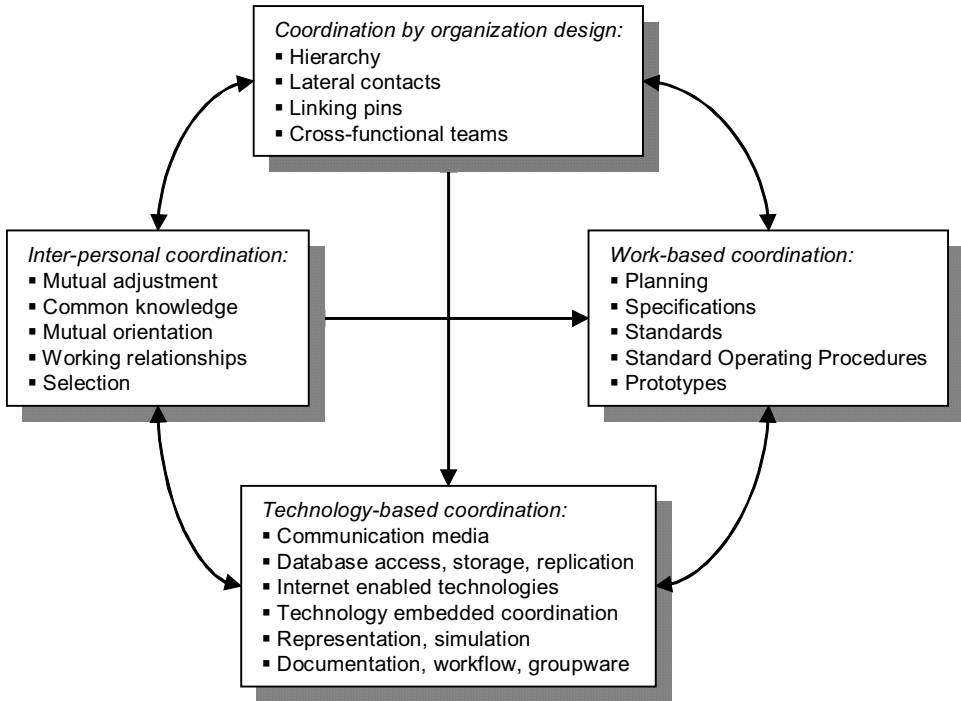 Coordination by organization design:
▪ Hierarchy
▪ Lateral contacts
▪ Linking pins
▪ Cross-functional teams
Inter-personal coordination:
▪ Mutual adjustment
▪ Common knowledge
▪ Mutual orientation
▪ Working relationships
▪ Selection
Work-based coordination:
▪ Planning
▪ Specifications
▪ Standards
▪ Standard Operating Procedures
▪ Prototypes
Technology-based coordination:
▪ Communication media
▪ Database access, storage, replication
▪ Internet enabled technologies
▪ Technology embedded coordination
▪ Representation, simulation
▪ Documentation, workflow, groupware